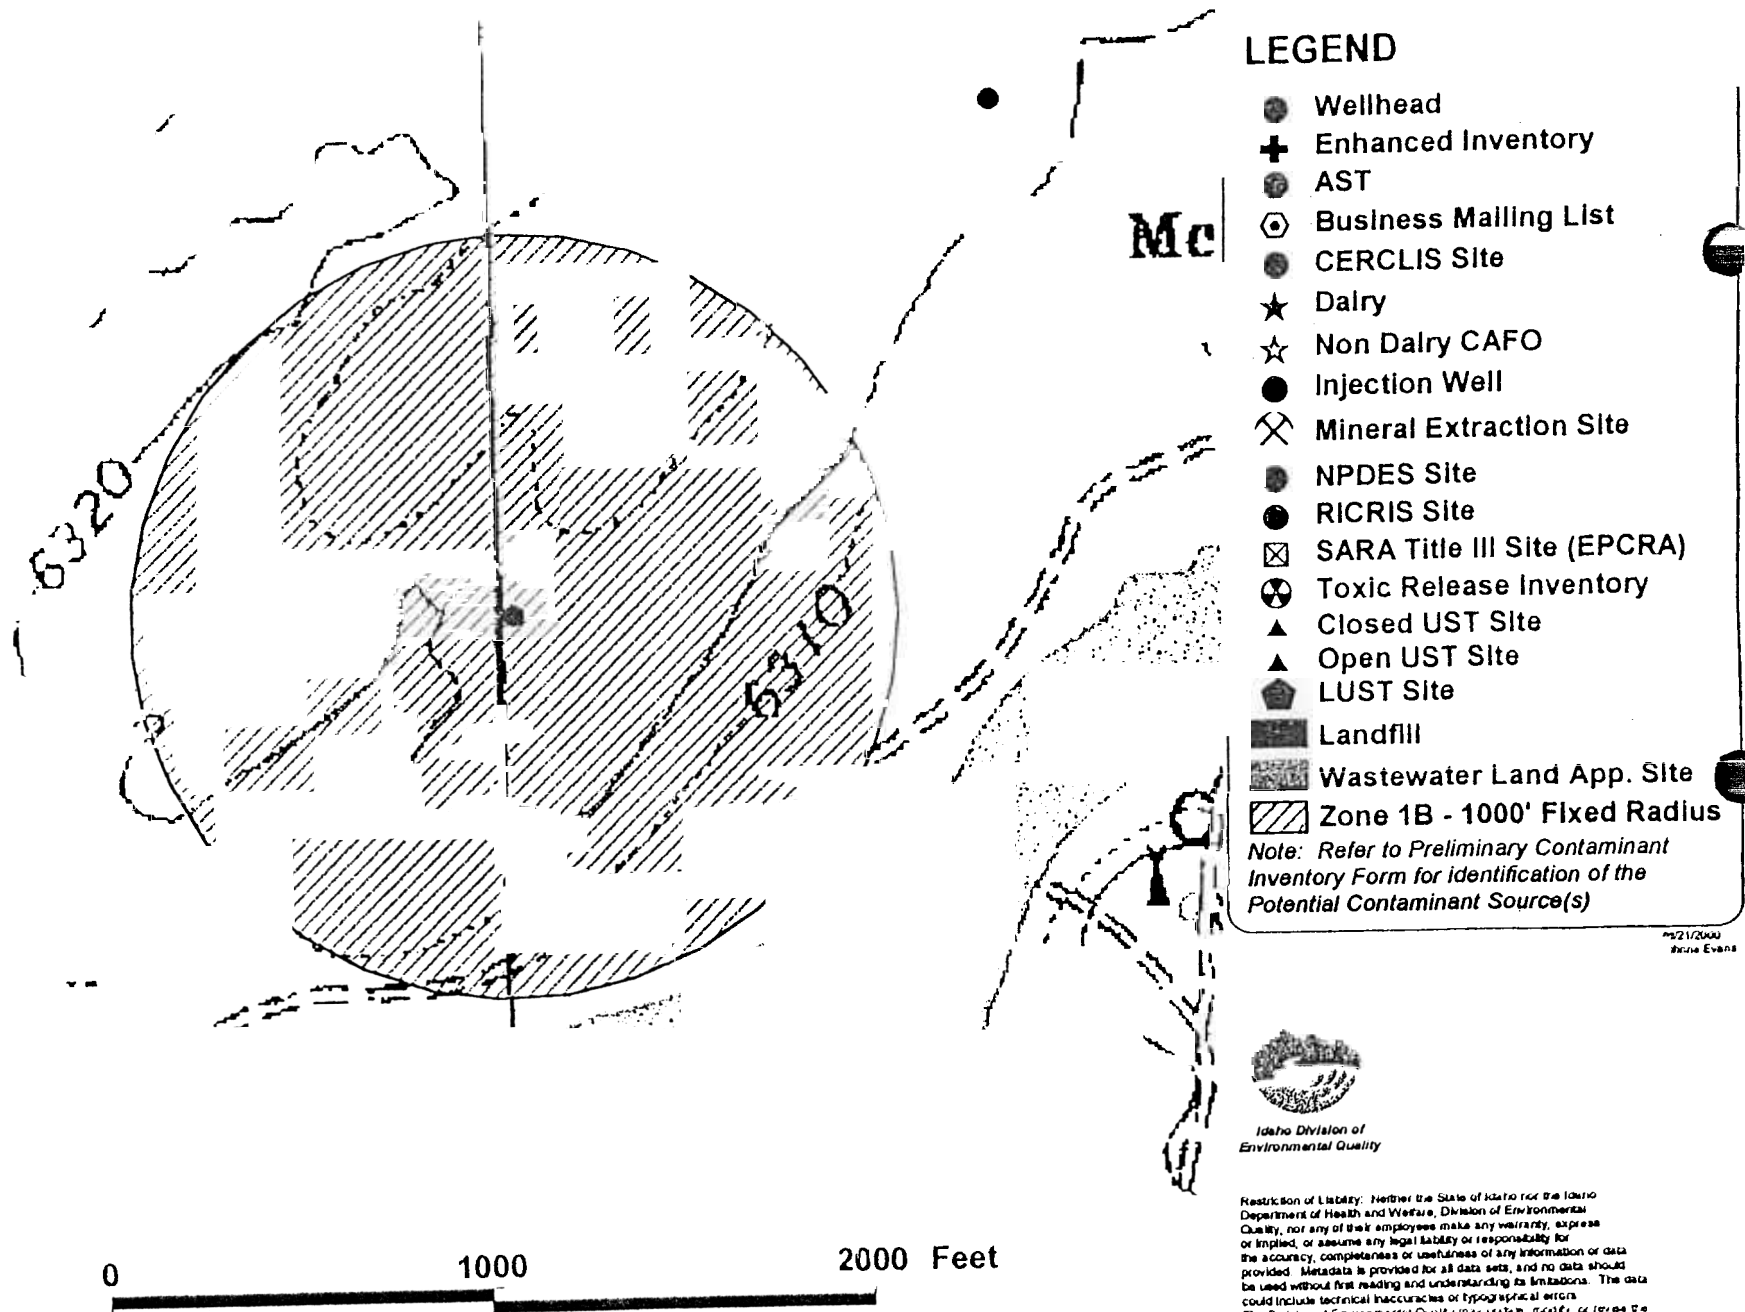 LEGEND
Wellhead
Enhanced Inventory
AST
Business Mailing List
CERCLIS Site
Dairy
Non Dairy CAFO
Injection Well
Mineral Extraction Site
NPDES Site
RICRIS Site
SARA Title III Site (EPCRA)
Toxic Release Inventory
Closed UST Site
Open UST Site
LUST Site
Landfill
Wastewater Land App. Site
Zone 1B - 1000' Fixed Radius
Note: Refer to Preliminary Contaminant
Inventory Form for identification of the
Potential Contaminant Source(s)
/21/2000
Evans
Mc
6320
6310
Idaho Division of
Environmental Quality
Restriction of Liability: Neither the State of Idaho nor the Idaho
Department of Health and Welfare, Division of Environmental
Quality, nor any of their employees make any warranty, express
or implied, or assume any legal liability or responsibility for
the accuracy, completeness or usefulness of any information or data
provided. Metadata is provided for all data sets, and no data should
be used without first reading and understanding its limitations. The data
could include technical inaccuracies or typographical errors.
0 1000 2000 Feet